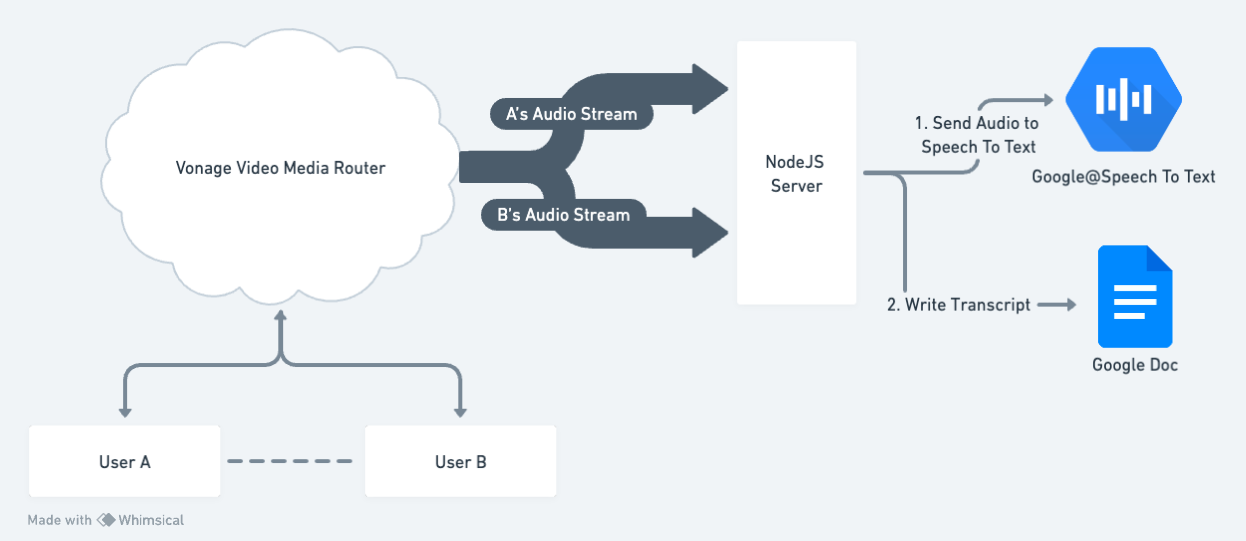 Vonage Video Media Router
A's Audio Stream
B's Audio Stream
NodeJS
Server
1. Send Audio to
Speech To Text
Google@Speech To Text
2. Write Transcript
Google Doc
User A
User B
Made with Whimsical